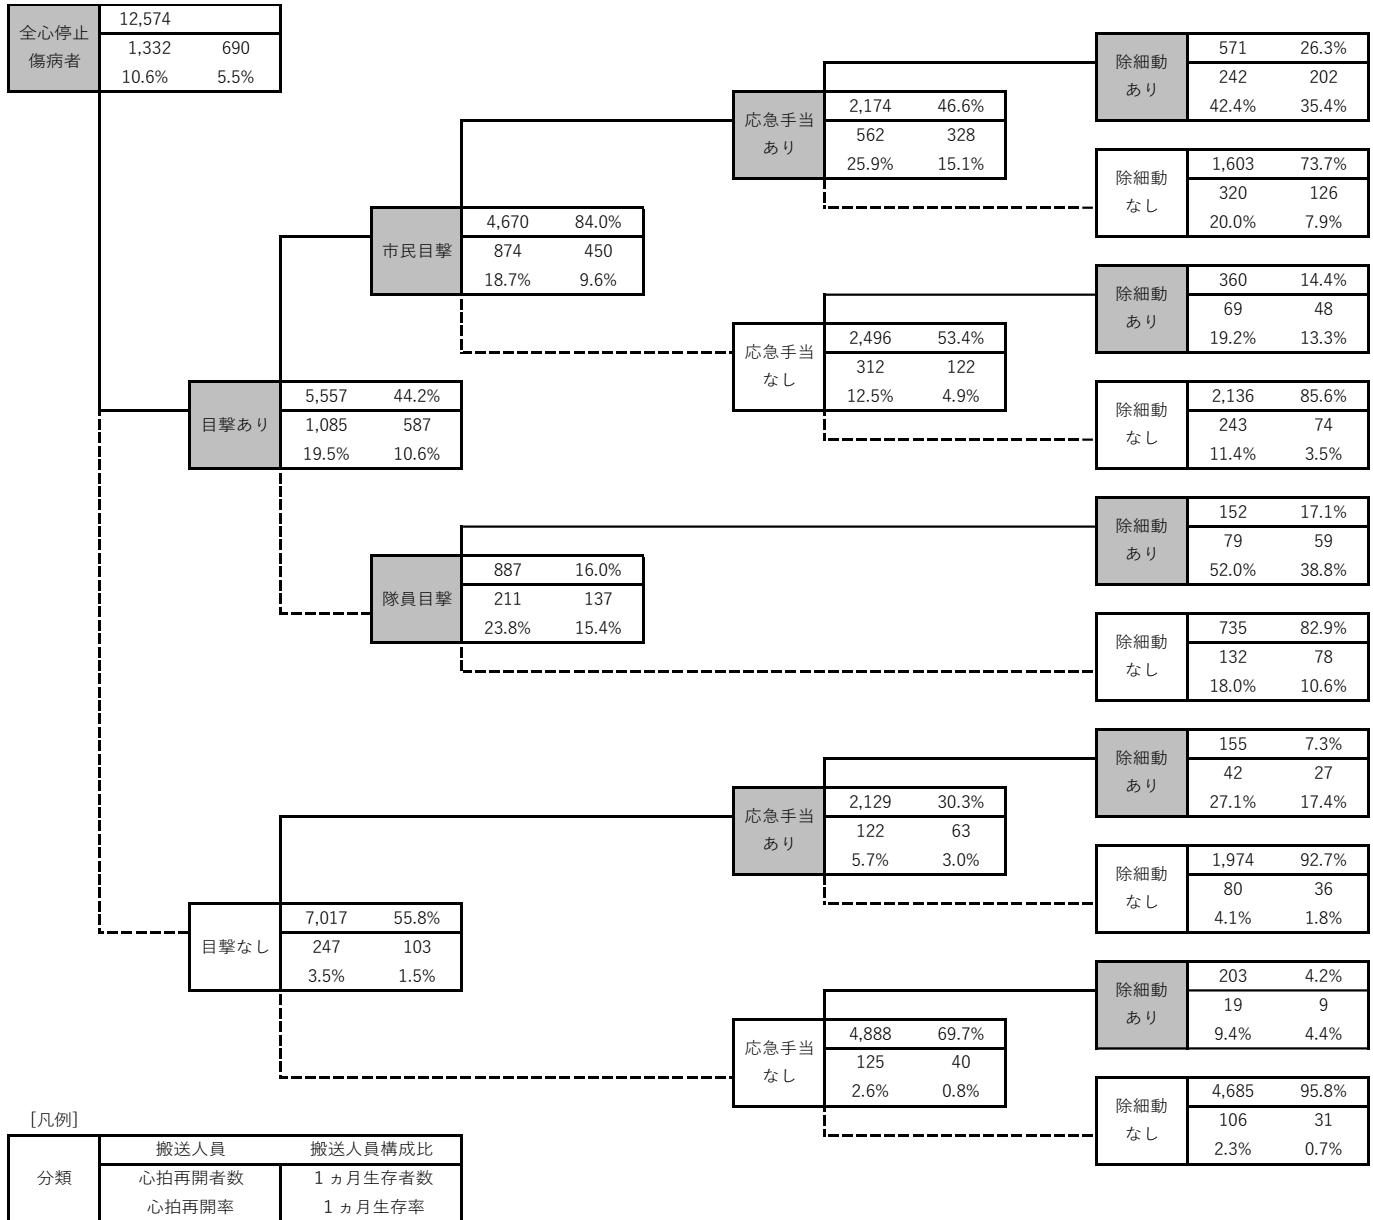 全心停止
傷病者
12,574
1,332 690
10.6% 5.5%
目撃あり
5,557 44.2%
1,085 587
19.5% 10.6%
市民目撃
4,670 84.0%
874 450
18.7% 9.6%
応急手当
あり
2,174 46.6%
562 328
25.9% 15.1%
除細動
あり
571 26.3%
242 202
42.4% 35.4%
除細動
なし
1,603 73.7%
320 126
20.0% 7.9%
応急手当
なし
2,496 53.4%
312 122
12.5% 4.9%
除細動
あり
360 14.4%
69 48
19.2% 13.3%
除細動
なし
2,136 85.6%
243 74
11.4% 3.5%
隊員目撃
887 16.0%
211 137
23.8% 15.4%
除細動
あり
152 17.1%
79 59
52.0% 38.8%
除細動
なし
735 82.9%
132 78
18.0% 10.6%
目撃なし
7,017 55.8%
247 103
3.5% 1.5%
応急手当
あり
2,129 30.3%
122 63
5.7% 3.0%
除細動
あり
155 7.3%
42 27
27.1% 17.4%
除細動
なし
1,974 92.7%
80 36
4.1% 1.8%
応急手当
なし
4,888 69.7%
125 40
2.6% 0.8%
除細動
あり
203 4.2%
19 9
9.4% 4.4%
除細動
なし
4,685 95.8%
106 31
2.3% 0.7%
[凡例]
分類
搬送人員 搬送人員構成比
心拍再開者数 1ヵ月生存者数
心拍再開率 1ヵ月生存率